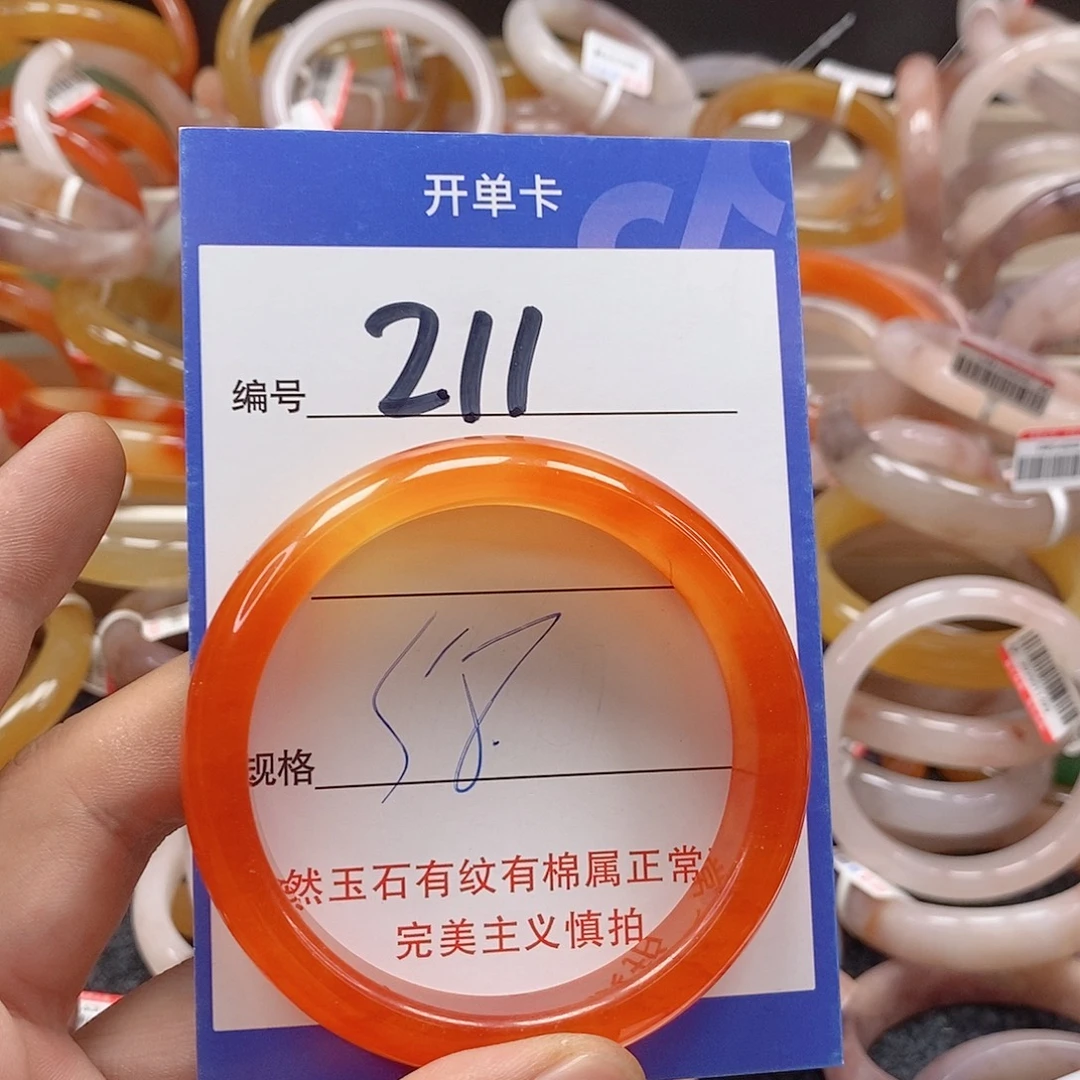 开单卡
编号 211
规格 58.
然玉石有纹有棉属正常
完美主义慎拍